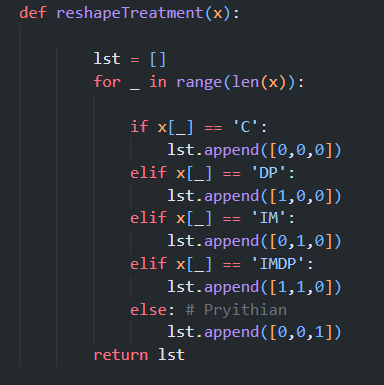 def reshapeTreatment(x):
lst = []
for _ in range(len(x)):
if x[_] == 'C':
lst.append([0,0,0])
elif x[_] == 'DP':
lst.append([1,0,0])
elif x[_] == 'IM':
lst.append([0,1,0])
elif x[_] == 'IMDP':
lst.append([1,1,0])
else: # Pryithian
lst.append([0,0,1])
return lst